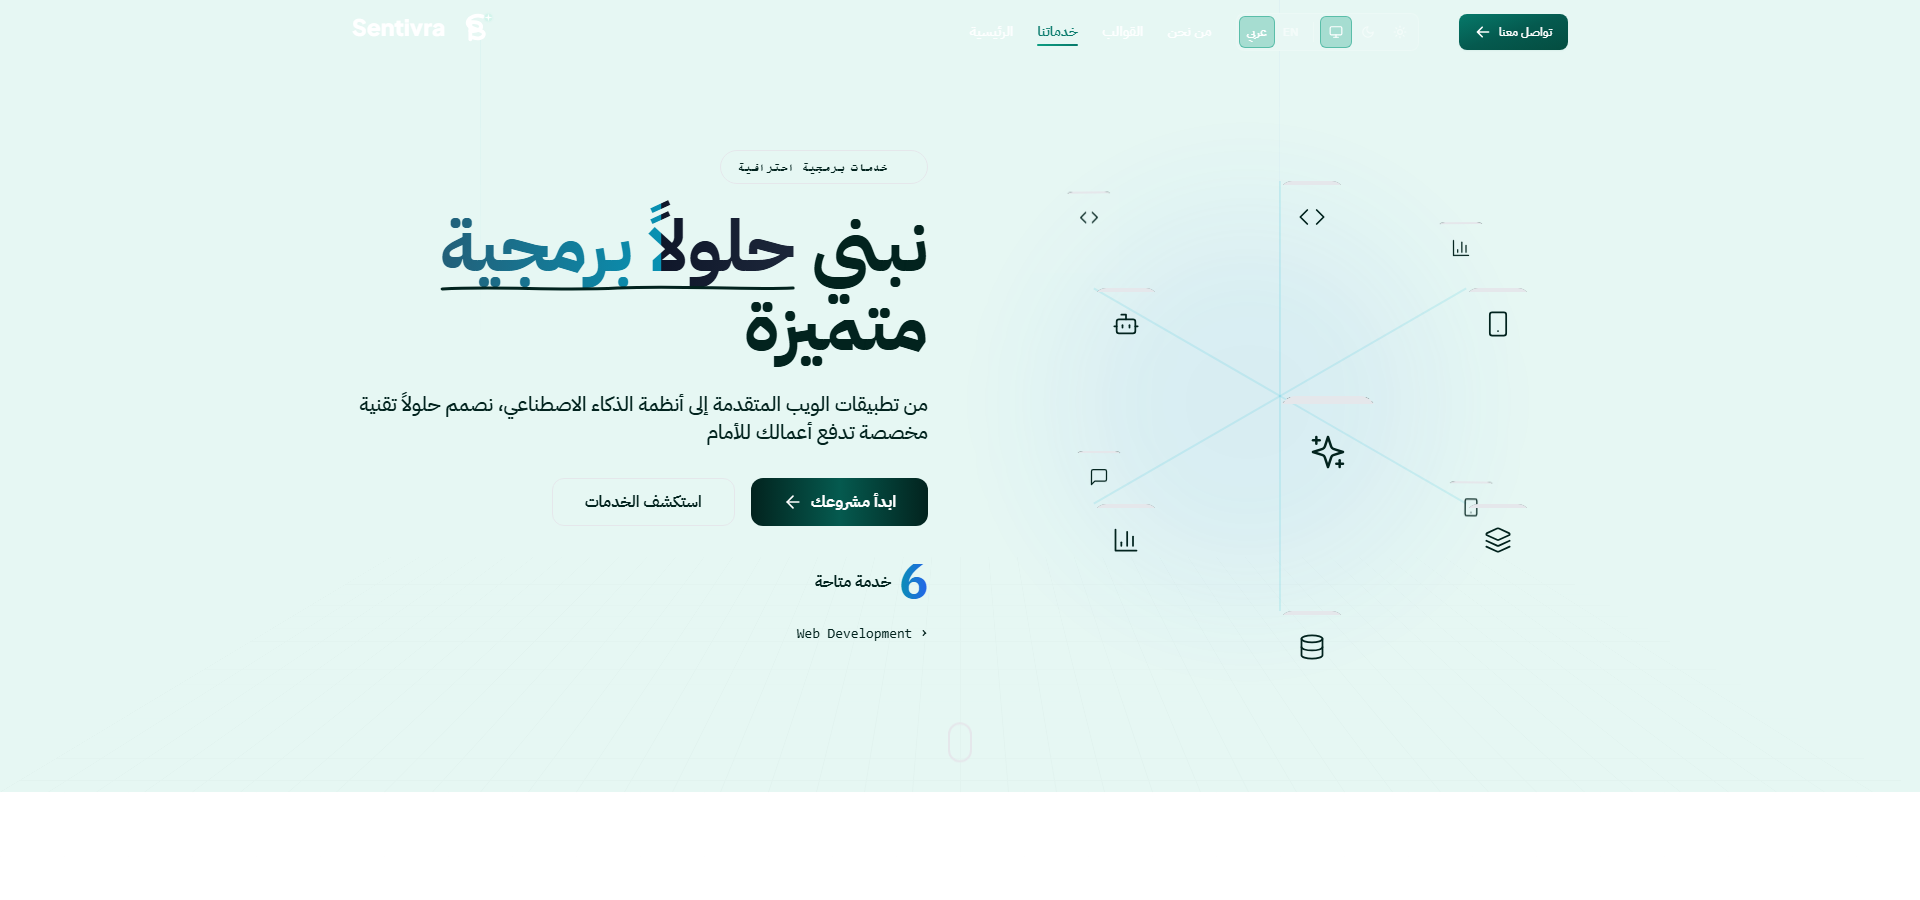 Sentivra
الرئيسية
خدماتنا
القوالب
من نحن
عربي
EN
تواصل معنا
خدمات برمجية احترافية
نبني حلولاً برمجية
متميزة
من تطبيقات الويب المتقدمة إلى أنظمة الذكاء الاصطناعي، نصمم حلولاً تقنية
مخصصة تدفع أعمالك للأمام
ابدأ مشروعك
استكشف الخدمات
6 خدمة متاحة
Web Development ›